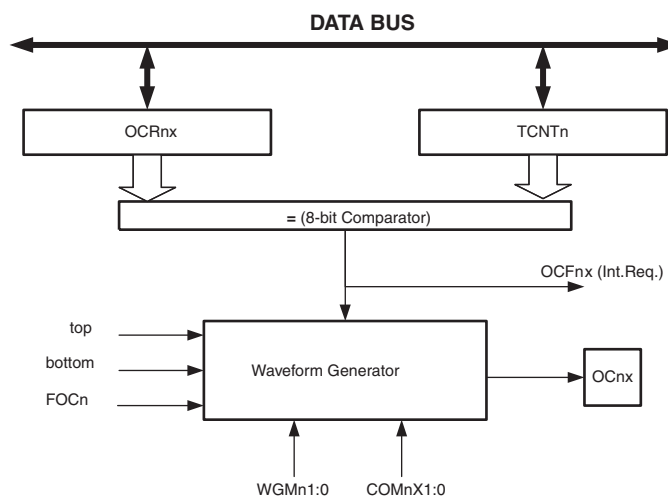 DATA BUS
OCRnx
TCNTn
= (8-bit Comparator)
OCFnx (Int.Req.)
top
bottom
FOCn
Waveform Generator
OCnx
WGMn1:0
COMnX1:0